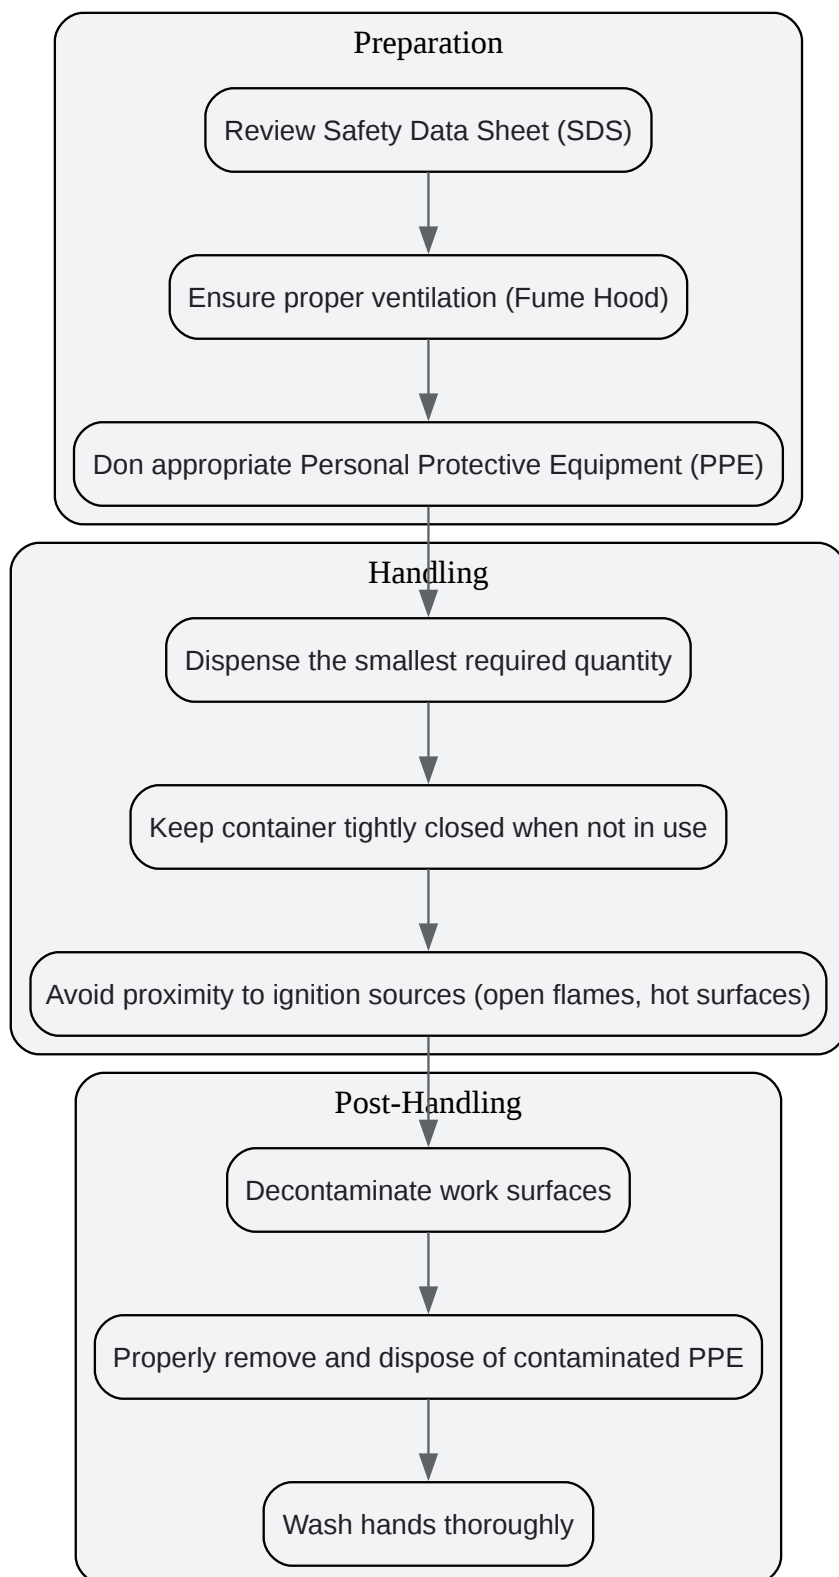 Preparation
Review Safety Data Sheet (SDS)
Ensure proper ventilation (Fume Hood)
Don appropriate Personal Protective Equipment (PPE)
Handling
Dispense the smallest required quantity
Keep container tightly closed when not in use
Avoid proximity to ignition sources (open flames, hot surfaces)
Post-Handling
Decontaminate work surfaces
Properly remove and dispose of contaminated PPE
Wash hands thoroughly